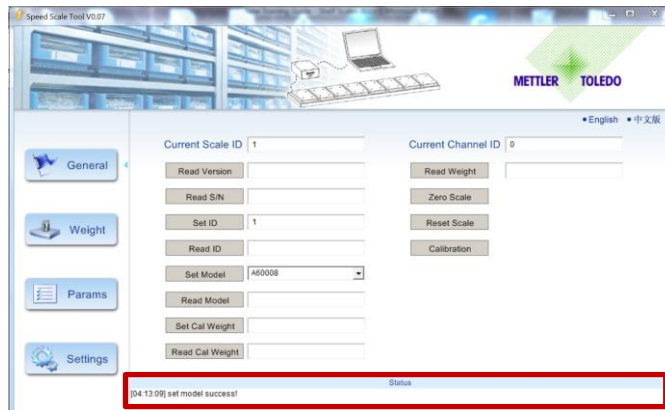 Speed Scale Tool V0.07
METTLER TOLEDO
•English •中文版
General
Weight
Params
Settings
Current Scale ID 1
Read Version
Read S/N
Set ID 1
Read ID
Set Model A60008
Read Model
Set Cal Weight
Read Cal Weight
Current Channel ID 0
Read Weight
Zero Scale
Reset Scale
Calibration
Status
[04:13:09] set model success!